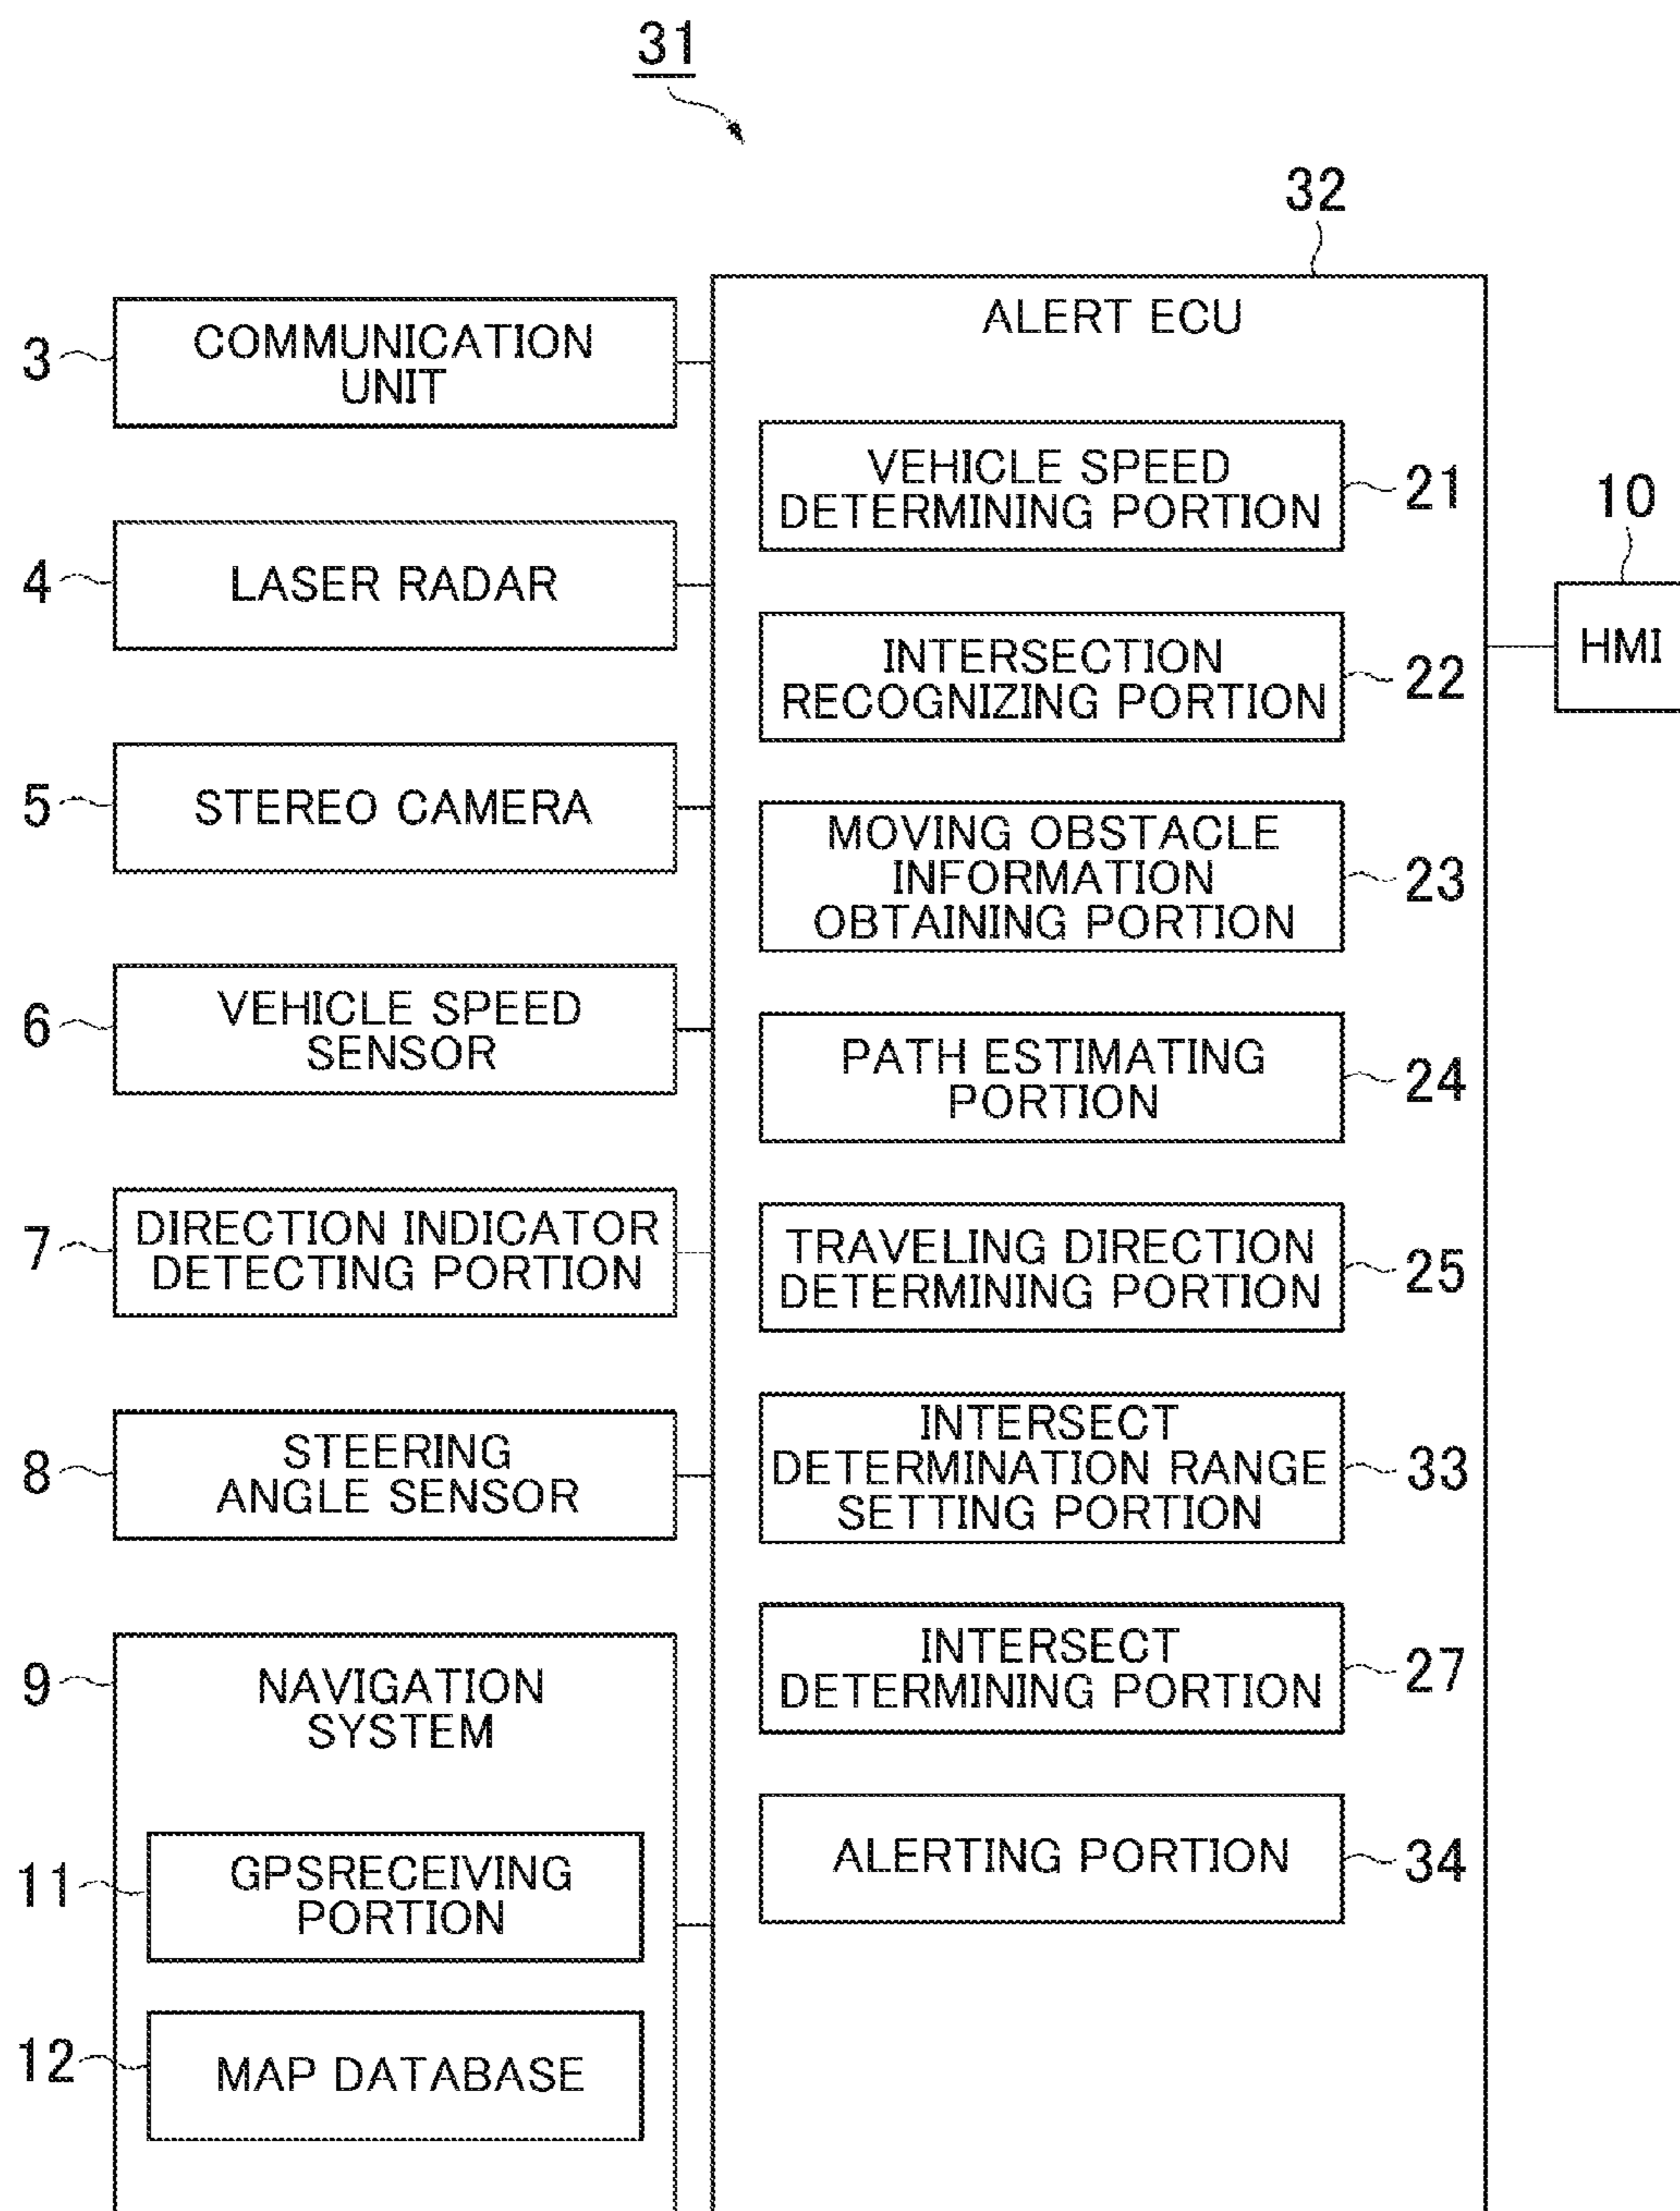 31
32
3
COMMUNICATION
UNIT
4
LASER RADAR
5
STEREO CAMERA
6
VEHICLE SPEED
SENSOR
7
DIRECTION INDICATOR
DETECTING PORTION
8
STEERING
ANGLE SENSOR
9
NAVIGATION
SYSTEM
11
GPSRECEIVING
PORTION
12
MAP DATABASE
ALERT ECU
VEHICLE SPEED
DETERMINING PORTION
21
INTERSECTION
RECOGNIZING PORTION
22
MOVING OBSTACLE
INFORMATION
OBTAINING PORTION
23
PATH ESTIMATING
PORTION
24
TRAVELING DIRECTION
DETERMINING PORTION
25
INTERSECT
DETERMINATION RANGE
SETTING PORTION
33
INTERSECT
DETERMINING PORTION
27
ALERTING PORTION
34
10
HMI